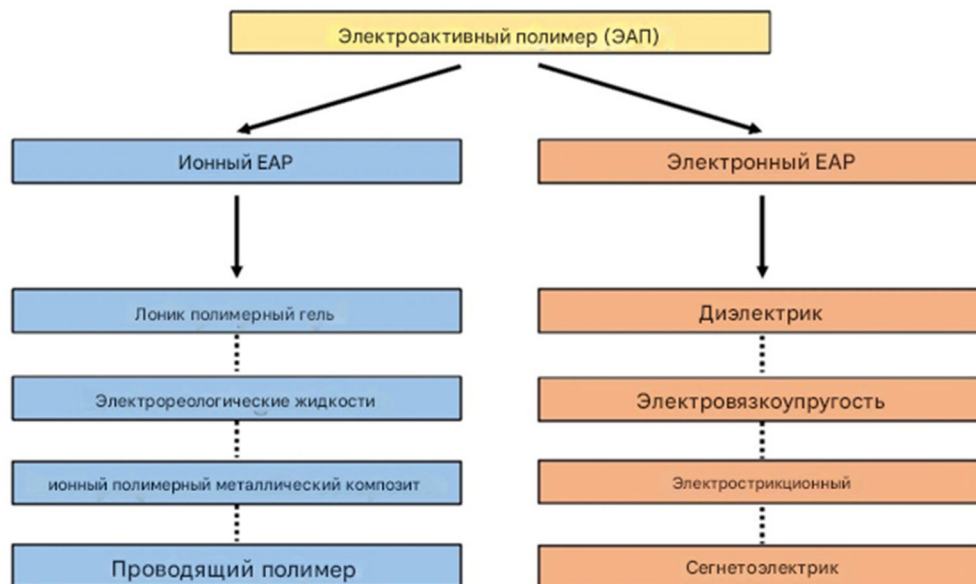 Электроактивный полимер (ЭАП)
Ионный ЕАР
Электронный ЕАР
Лоник полимерный гель
Диэлектрик
Электрореологические жидкости
Электровязкоупругость
ионный полимерный металлический композит
Электрострикционный
Проводящий полимер
Сегнетоэлектрик